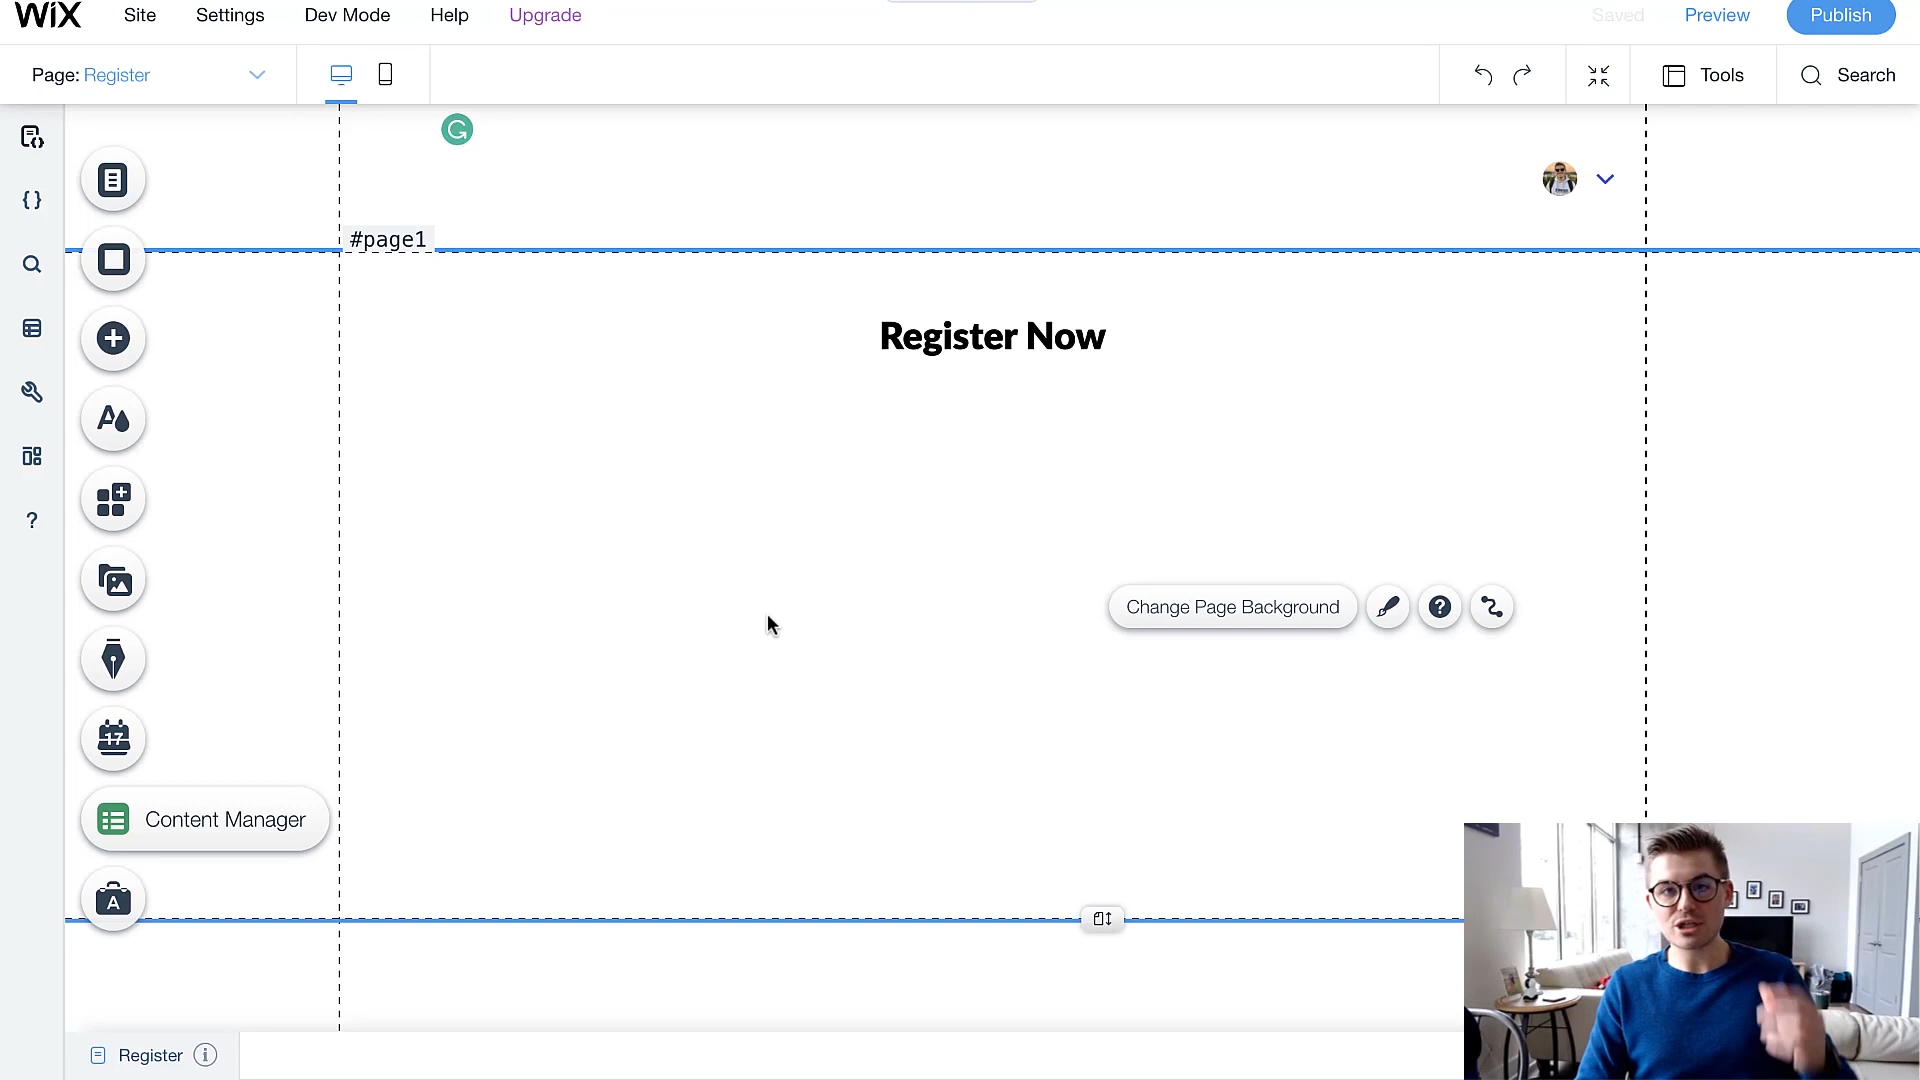 WiX Site Settings Dev Mode Help Upgrade Saved Preview Publish
Page: Register Tools Search
G
#page1
Register Now
Change Page Background
17
Content Manager
A
Register